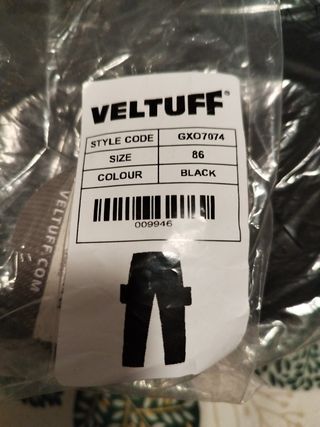 VELTUFF®
STYLE CODE GXO7074
SIZE 86
COLOUR BLACK
009946
VELTUFF.COM